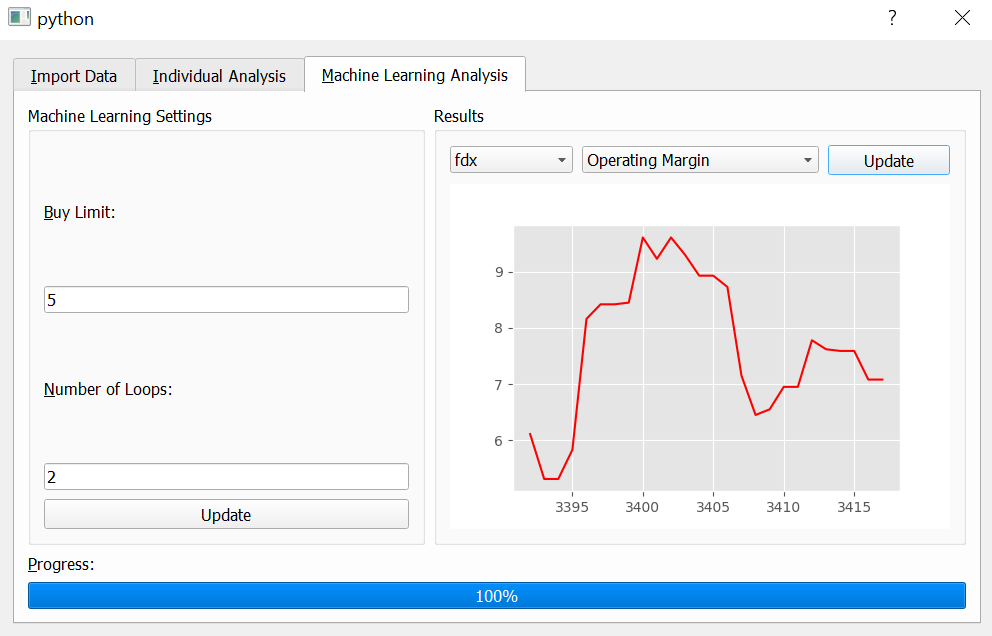 python
?
Import Data
Individual Analysis
Machine Learning Analysis
Machine Learning Settings
Buy Limit:
5
Number of Loops:
2
Update
Results
fdx
Operating Margin
Update
9
8
7
6
3395 3400 3405 3410 3415
Progress:
100%